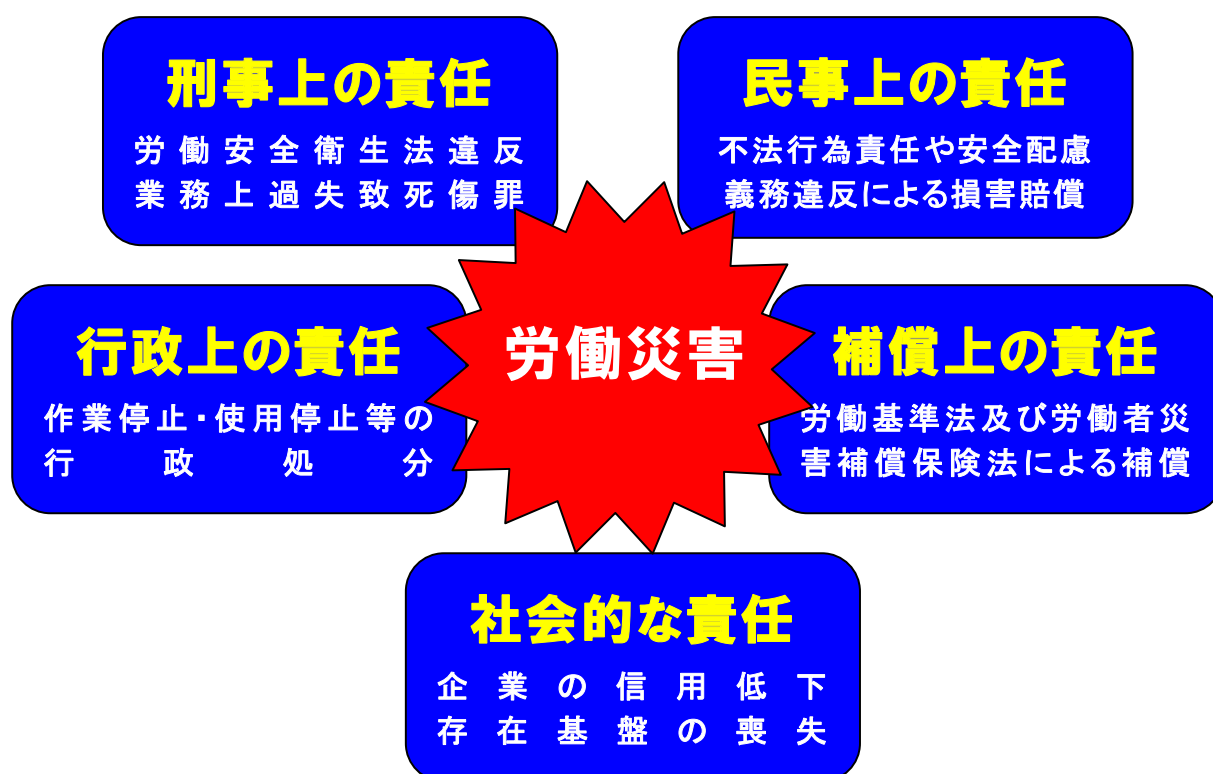 刑事上の責任
労働安全衛生法違反
業務上過失致死傷罪
民事上の責任
不法行為責任や安全配慮
義務違反による損害賠償
行政上の責任
作業停止・使用停止等の
行政処分
労働災害
補償上の責任
労働基準法及び労働者災
害補償保険法による補償
社会的な責任
企業の信用低下
存在基盤の喪失